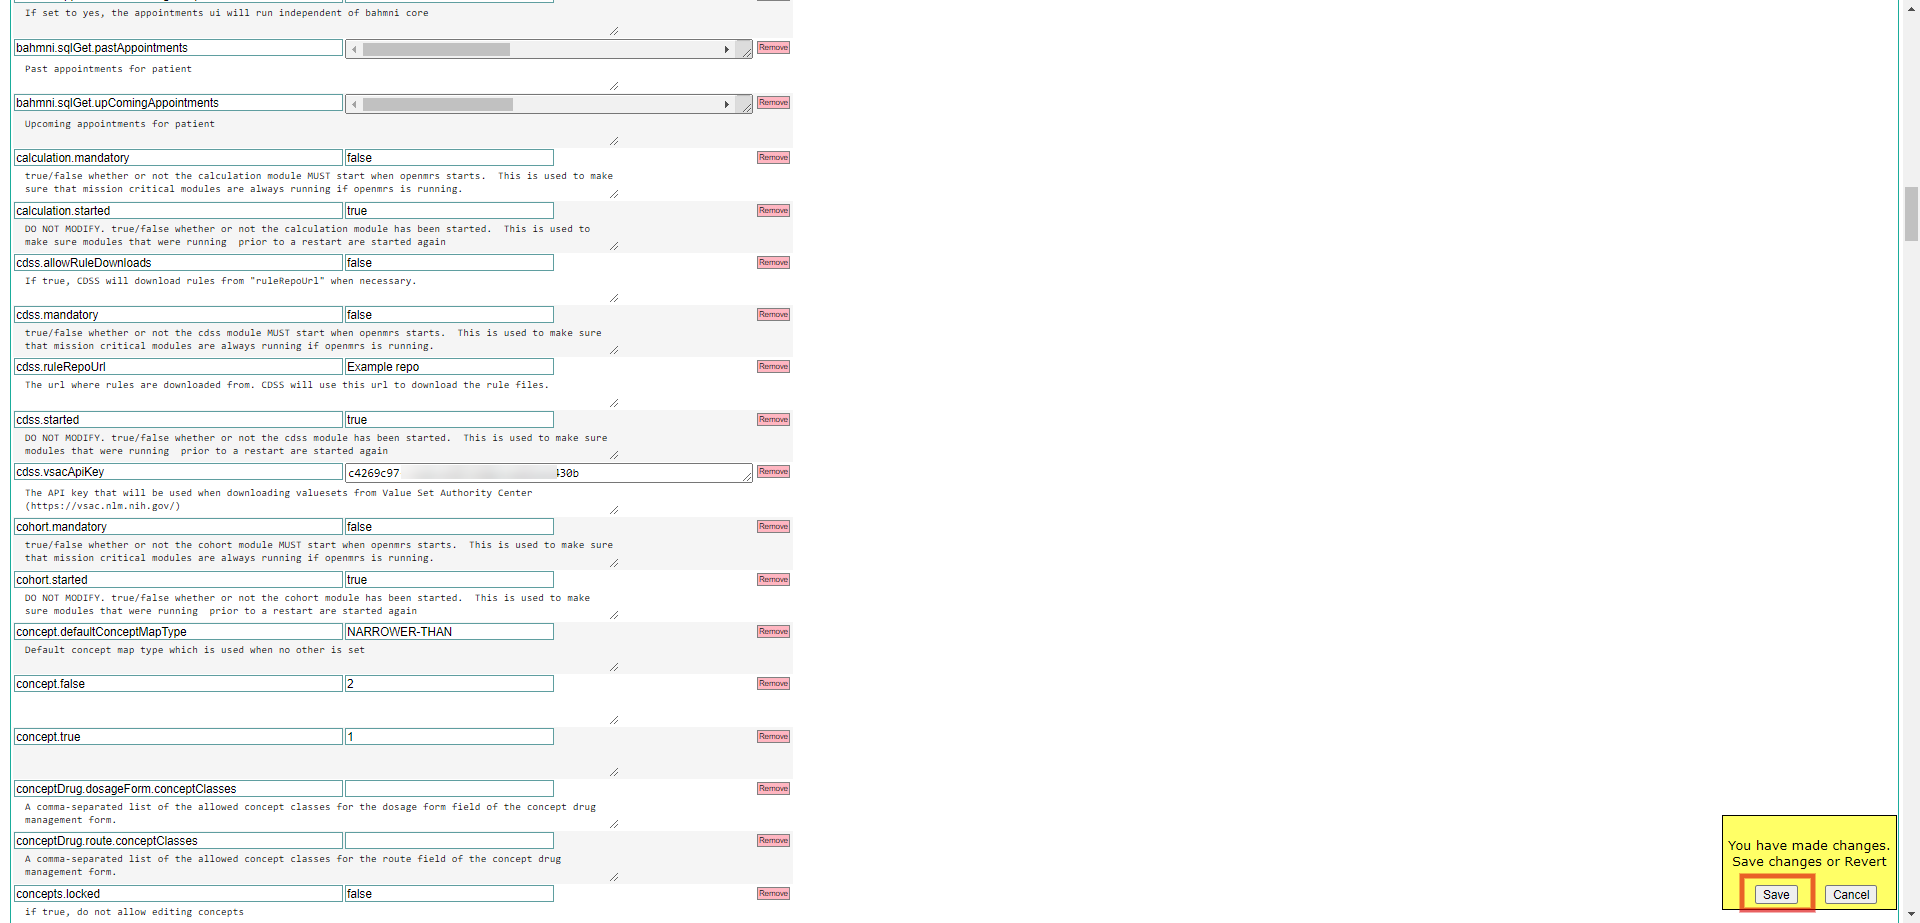 If set to yes, the appointments ui will run independent of bahmni core
bahmni.sqlGet.pastAppointments Remove
Past appointments for patient
bahmni.sqlGet.upComingAppointments Remove
Upcoming appointments for patient
calculation.mandatory false Remove
true/false whether or not the calculation module MUST start when openmrs starts.  This is used to make
sure that mission critical modules are always running if openmrs is running.
calculation.started true Remove
DO NOT MODIFY. true/false whether or not the calculation module has been started.  This is used to
make sure modules that were running  prior to a restart are started again
cdss.allowRuleDownloads false Remove
If true, CDSS will download rules from "ruleRepoUrl" when necessary.
cdss.mandatory false Remove
true/false whether or not the cdss module MUST start when openmrs starts.  This is used to make sure
that mission critical modules are always running if openmrs is running.
cdss.ruleRepoUrl Example repo Remove
The url where rules are downloaded from. CDSS will use this url to download the rule files.
cdss.started true Remove
DO NOT MODIFY. true/false whether or not the cdss module has been started.  This is used to make sure
modules that were running  prior to a restart are started again
cdss.vsacApiKey c4269c97 430b Remove
The API key that will be used when downloading valuesets from Value Set Authority Center
(https://vsac.nlm.nih.gov/)
cohort.mandatory false Remove
true/false whether or not the cohort module MUST start when openmrs starts.  This is used to make sure
that mission critical modules are always running if openmrs is running.
cohort.started true Remove
DO NOT MODIFY. true/false whether or not the cohort module has been started.  This is used to make
sure modules that were running  prior to a restart are started again
concept.defaultConceptMapType NARROWER-THAN Remove
Default concept map type which is used when no other is set
concept.false 2 Remove
concept.true 1 Remove
conceptDrug.dosageForm.conceptClasses Remove
A comma-separated list of the allowed concept classes for the dosage form field of the concept drug
management form.
conceptDrug.route.conceptClasses Remove
A comma-separated list of the allowed concept classes for the route field of the concept drug
management form.
concepts.locked false Remove
if true, do not allow editing concepts
You have made changes.
Save changes or Revert
Save Cancel